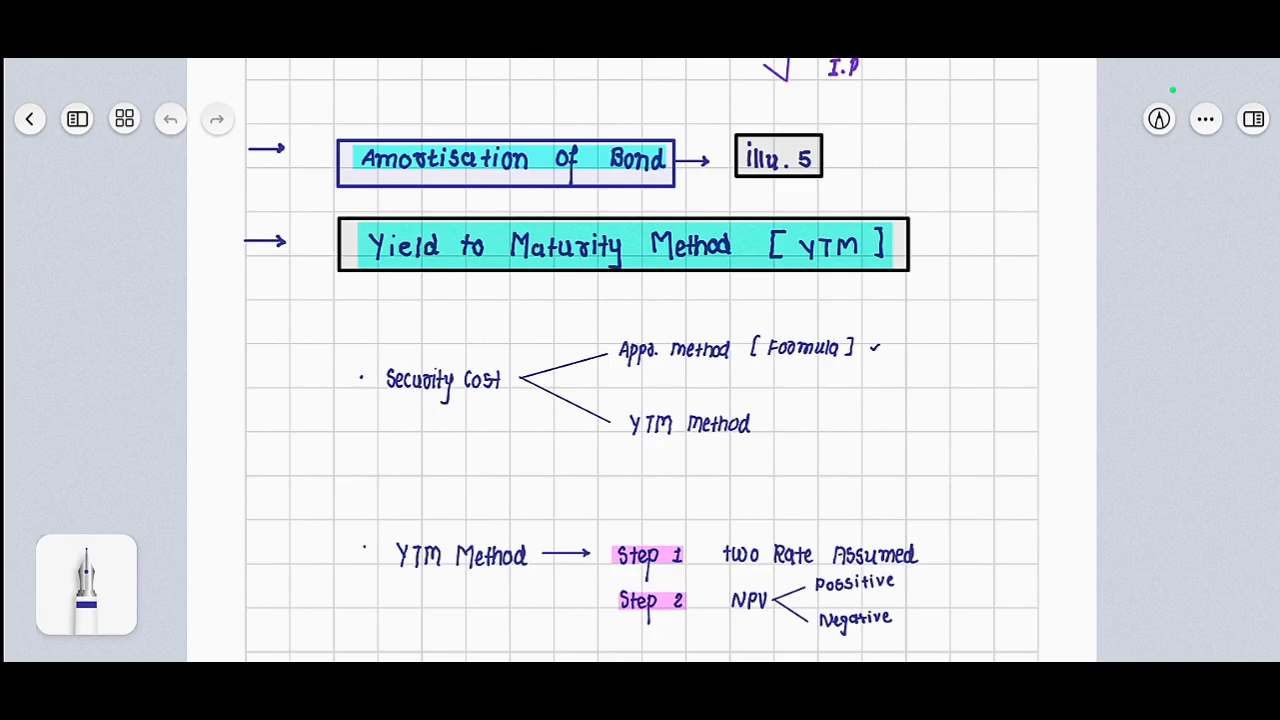 I.P
→ Amortisation Of Bond → illu. 5
→ Yield to Maturity Method [ YTM ]
Appo. method [ Formula ] ✓
• Security Cost
YTM Method
• YTM Method → Step 1 two Rate Assumed
Possitive
Step 2 NPV
Negative